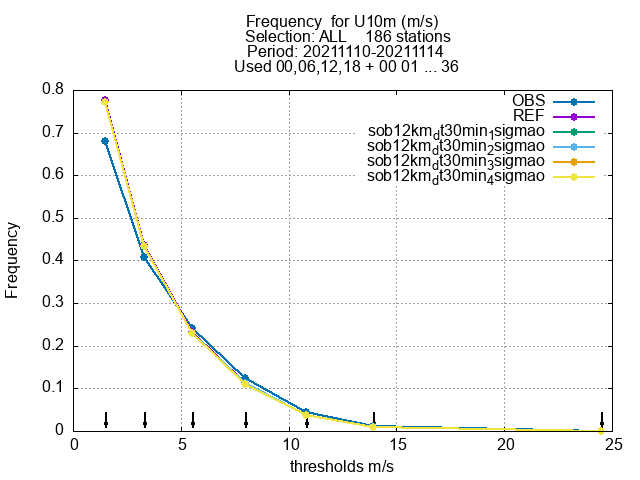 Frequency  for U10m (m/s)
Selection: ALL    186 stations
Period: 20211110-20211114
Used 00,06,12,18 + 00 01 ... 36
OBS
REF
sob12km_dt30min_1sigmao
sob12km_dt30min_2sigmao
sob12km_dt30min_3sigmao
sob12km_dt30min_4sigmao
Frequency
0.8
0.7
0.6
0.5
0.4
0.3
0.2
0.1
0
0 5 10 15 20 25
thresholds m/s